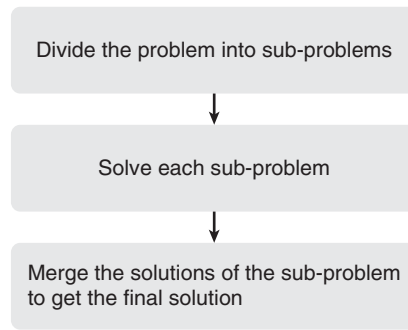 Divide the problem into sub-problems
Solve each sub-problem
Merge the solutions of the sub-problem
to get the final solution